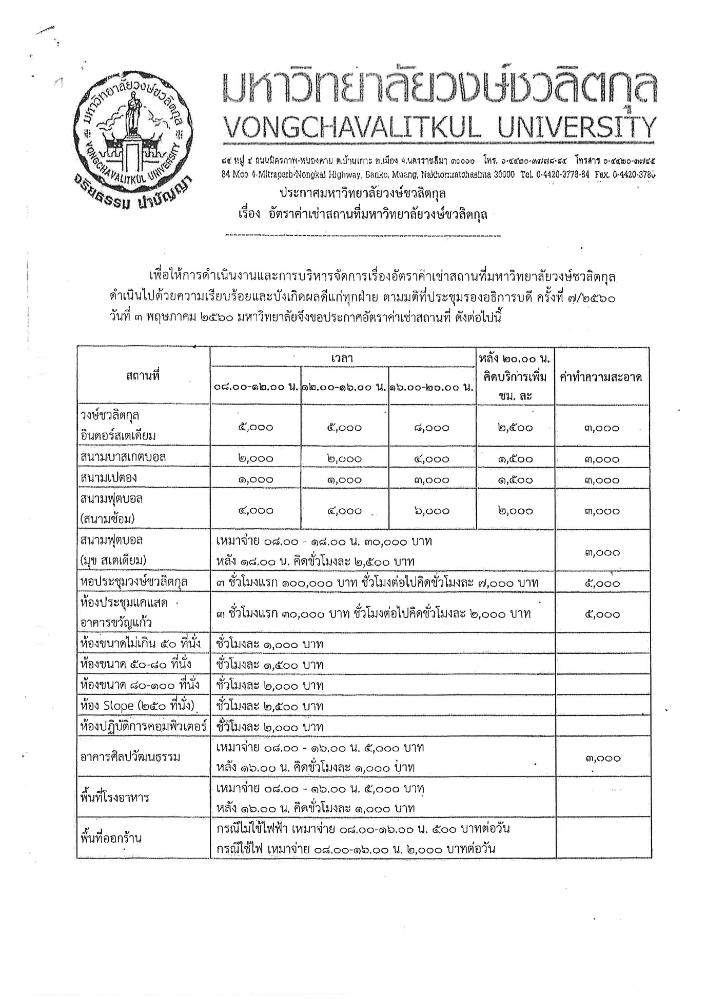 มหาวิทยาลัยวงษ์ชวลิตกุล
VONGCHAVALITKUL UNIVERSITY
มหาวิทยาลัยวงษ์ชวลิตกุล
VONGCHAVALITKUL UNIVERSITY
จริยธรรม นำปัญญา
๘๔ หมู่ ๔ ถนนมิตรภาพ-หนองคาย ต.บ้านเกาะ อ.เมือง จ.นครราชสีมา ๓๐๐๐๐ โทร. ๐-๔๔๒๐-๓๗๗๘-๘๔ โทรสาร ๐-๔๔๒๐-๓๗๘๕
84 Moo 4 Mitraparb-Nongkai Highway, Banko, Muang, Nakhornratchasima 30000 Tel. 0-4420-3778-84 Fax. 0-4420-3785
ประกาศมหาวิทยาลัยวงษ์ชวลิตกุล
เรื่อง อัตราค่าเช่าสถานที่มหาวิทยาลัยวงษ์ชวลิตกุล
เพื่อให้การดำเนินงานและการบริหารจัดการเรื่องอัตราค่าเช่าสถานที่มหาวิทยาลัยวงษ์ชวลิตกุล
ดำเนินไปด้วยความเรียบร้อยและบังเกิดผลดีแก่ทุกฝ่าย ตามมติที่ประชุมรองอธิการบดี ครั้งที่ ๗/๒๕๖๐
วันที่ ๓ พฤษภาคม ๒๕๖๐ มหาวิทยาลัยจึงขอประกาศอัตราค่าเช่าสถานที่ ดังต่อไปนี้
สถานที่ เวลา หลัง ๒๐.๐๐ น. คิดบริการเพิ่ม ชม. ละ ค่าทำความสะอาด
๐๘.๐๐-๑๒.๐๐ น. ๑๒.๐๐-๑๖.๐๐ น. ๑๖.๐๐-๒๐.๐๐ น.
วงษ์ชวลิตกุล
อินดอร์สเตเดียม ๕,๐๐๐ ๕,๐๐๐ ๘,๐๐๐ ๒,๕๐๐ ๓,๐๐๐
สนามบาสเกตบอล ๒,๐๐๐ ๒,๐๐๐ ๔,๐๐๐ ๑,๕๐๐ ๓,๐๐๐
สนามเปตอง ๑,๐๐๐ ๑,๐๐๐ ๓,๐๐๐ ๑,๕๐๐ ๓,๐๐๐
สนามฟุตบอล
(สนามซ้อม) ๔,๐๐๐ ๔,๐๐๐ ๖,๐๐๐ ๒,๐๐๐ ๓,๐๐๐
สนามฟุตบอล เหมาจ่าย ๐๘.๐๐ - ๑๘.๐๐ น. ๓๐,๐๐๐ บาท
(มุข สเตเดียม) หลัง ๑๘.๐๐ น. คิดชั่วโมงละ ๒,๕๐๐ บาท ๓,๐๐๐
หอประชุมวงษ์ชวลิตกุล ๓ ชั่วโมงแรก ๑๐๐,๐๐๐ บาท ชั่วโมงต่อไปคิดชั่วโมงละ ๗,๐๐๐ บาท ๕,๐๐๐
ห้องประชุมแคแสด
อาคารขวัญแก้ว ๓ ชั่วโมงแรก ๓๐,๐๐๐ บาท ชั่วโมงต่อไปคิดชั่วโมงละ ๒,๐๐๐ บาท ๕,๐๐๐
ห้องขนาดไม่เกิน ๕๐ ที่นั่ง ชั่วโมงละ ๑,๐๐๐ บาท
ห้องขนาด ๕๐-๘๐ ที่นั่ง ชั่วโมงละ ๑,๕๐๐ บาท
ห้องขนาด ๘๐-๑๐๐ ที่นั่ง ชั่วโมงละ ๒,๐๐๐ บาท
ห้อง Slope (๒๕๐ ที่นั่ง) ชั่วโมงละ ๒,๕๐๐ บาท
ห้องปฏิบัติการคอมพิวเตอร์ ชั่วโมงละ ๒,๐๐๐ บาท
อาคารศิลปวัฒนธรรม เหมาจ่าย ๐๘.๐๐ - ๑๖.๐๐ น. ๕,๐๐๐ บาท ๓,๐๐๐
หลัง ๑๖.๐๐ น. คิดชั่วโมงละ ๑,๐๐๐ บาท
พื้นที่โรงอาหาร เหมาจ่าย ๐๘.๐๐ - ๑๖.๐๐ น. ๕,๐๐๐ บาท
หลัง ๑๖.๐๐ น. คิดชั่วโมงละ ๑,๐๐๐ บาท
พื้นที่ออกร้าน กรณีไม่ใช้ไฟฟ้า เหมาจ่าย ๐๘.๐๐-๑๖.๐๐ น. ๕๐๐ บาทต่อวัน
กรณีใช้ไฟ เหมาจ่าย ๐๘.๐๐-๑๖.๐๐ น. ๒,๐๐๐ บาทต่อวัน